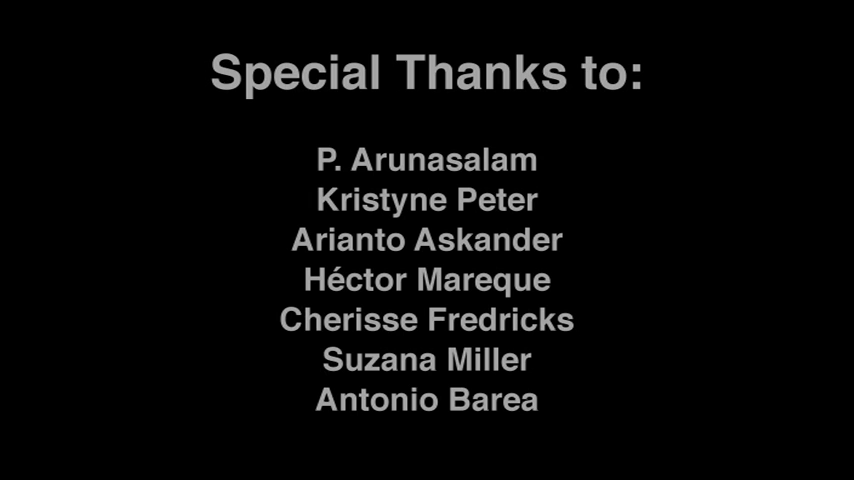 Special Thanks to:
P. Arunasalam
Kristyne Peter
Arianto Askander
Héctor Mareque
Cherisse Fredricks
Suzana Miller
Antonio Barea